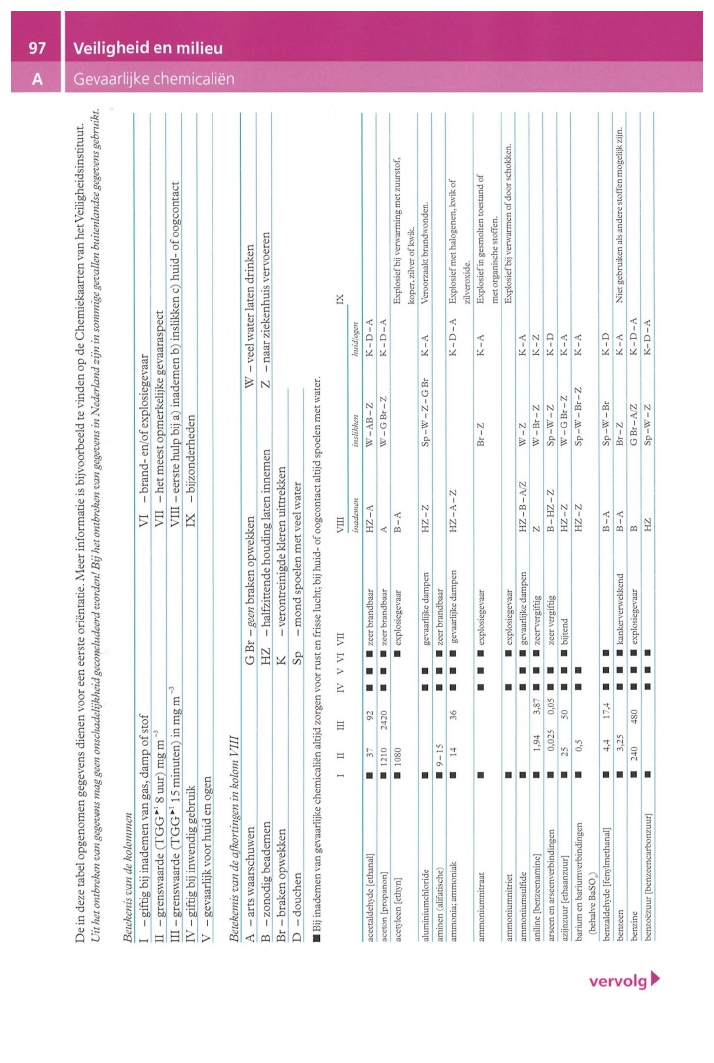 97 Veiligheid en milieu
A Gevaarlijke chemicaliën
De in deze tabel opgenomen gegevens dienen voor een eerste oriëntatie. Meer informatie is bijvoorbeeld te vinden op de Chemiekaarten van het Veiligheidsinstituut.
Uit het ontbreken van gegevens mag geen onschadelijkheid geconcludeerd worden! Bij het ontbreken van gegevens in Nederland zijn in sommige gevallen buitenlandse gegevens gebruikt.
Betekenis van de kolommen
I – giftig bij inademen van gas, damp of stof
II – grenswaarde (TGG►¹ 8 uur) mg m⁻³
III – grenswaarde (TGG►¹ 15 minuten) in mg m⁻³
IV – giftig bij inwendig gebruik
V – gevaarlijk voor huid en ogen
VI – brand- en/of explosiegevaar
VII – het meest opmerkelijke gevaaraspect
VIII – eerste hulp bij a) inademen b) inslikken c) huid- of oogcontact
IX – bijzonderheden
Betekenis van de afkortingen in kolom VIII
A – arts waarschuwen
B – zonodig beademen
Br – braken opwekken
D – douchen
G Br – geen braken opwekken
HZ – halfzittende houding laten innemen
K – verontreinigde kleren uittrekken
Sp – mond spoelen met veel water
W – veel water laten drinken
Z – naar ziekenhuis vervoeren
■ Bij inademen van gevaarlijke chemicaliën altijd zorgen voor rust en frisse lucht; bij huid- of oogcontact altijd spoelen met water.
I II III IV V VI VII VIII IX
inademen inslikken huid/ogen
acetaldehyde [ethanal] 37 92 zeer brandbaar HZ – A W – AB – Z K – D – A
aceton [propanon] 1210 2420 zeer brandbaar A W – G Br – Z K – D – A
acetyleen [ethyn] 1080 explosiegevaar B – A Explosief bij verwarming met zuurstof,
koper, zilver of kwik.
aluminiumchloride gevaarlijke dampen HZ – Z Sp – W – Z – G Br K – A Veroorzaakt brandwonden.
aminen (alifatische) 9 – 15 zeer brandbaar
ammonia; ammoniak 14 36 gevaarlijke dampen HZ – A – Z K – D – A Explosief met halogenen, kwik of
zilveroxide.
ammoniumnitraat explosiegevaar Br – Z K – A Explosief in gesmolten toestand of
met organische stoffen.
ammoniumnitriet explosiegevaar Explosief bij verwarmen of door schokken.
ammoniumsulfide gevaarlijke dampen HZ – B – A/Z W – Z K – A
aniline [benzeenamine] 1,94 3,87 zeer vergiftig Z W – Br – Z K – Z
arseen en arseenverbindingen 0,025 0,05 zeer vergiftig B – HZ – Z Sp – W – Z K – D
azijnzuur [ethaanzuur] 25 50 bijtend HZ – Z W – G Br – Z K – A
barium en bariumverbindingen 0,5 HZ – Z Sp – W – Br – Z K – A
(behalve BaSO₄)
benzaldehyde [fenylmethanal] 4,4 17,4 B – A Sp – W – Br K – D
benzeen 3,25 kankerverwekkend B – A Br – Z K – A Niet gebruiken als andere stoffen mogelijk zijn.
benzine 240 480 explosiegevaar B G Br – A/Z K – D – A
benzoëzuur [benzeencarbonzuur] HZ Sp – W – Z K – D – A
vervolg